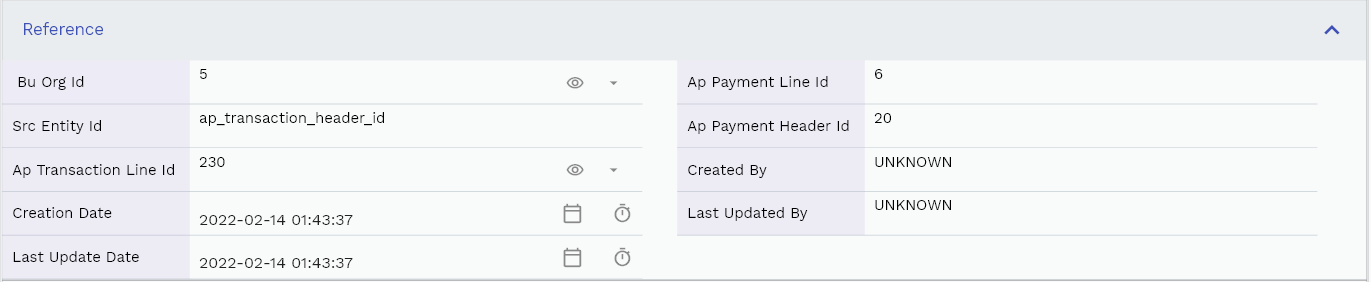 Reference
Bu Org Id 5
Src Entity Id ap_transaction_header_id
Ap Transaction Line Id 230
Creation Date 2022-02-14 01:43:37
Last Update Date 2022-02-14 01:43:37
Ap Payment Line Id 6
Ap Payment Header Id 20
Created By UNKNOWN
Last Updated By UNKNOWN